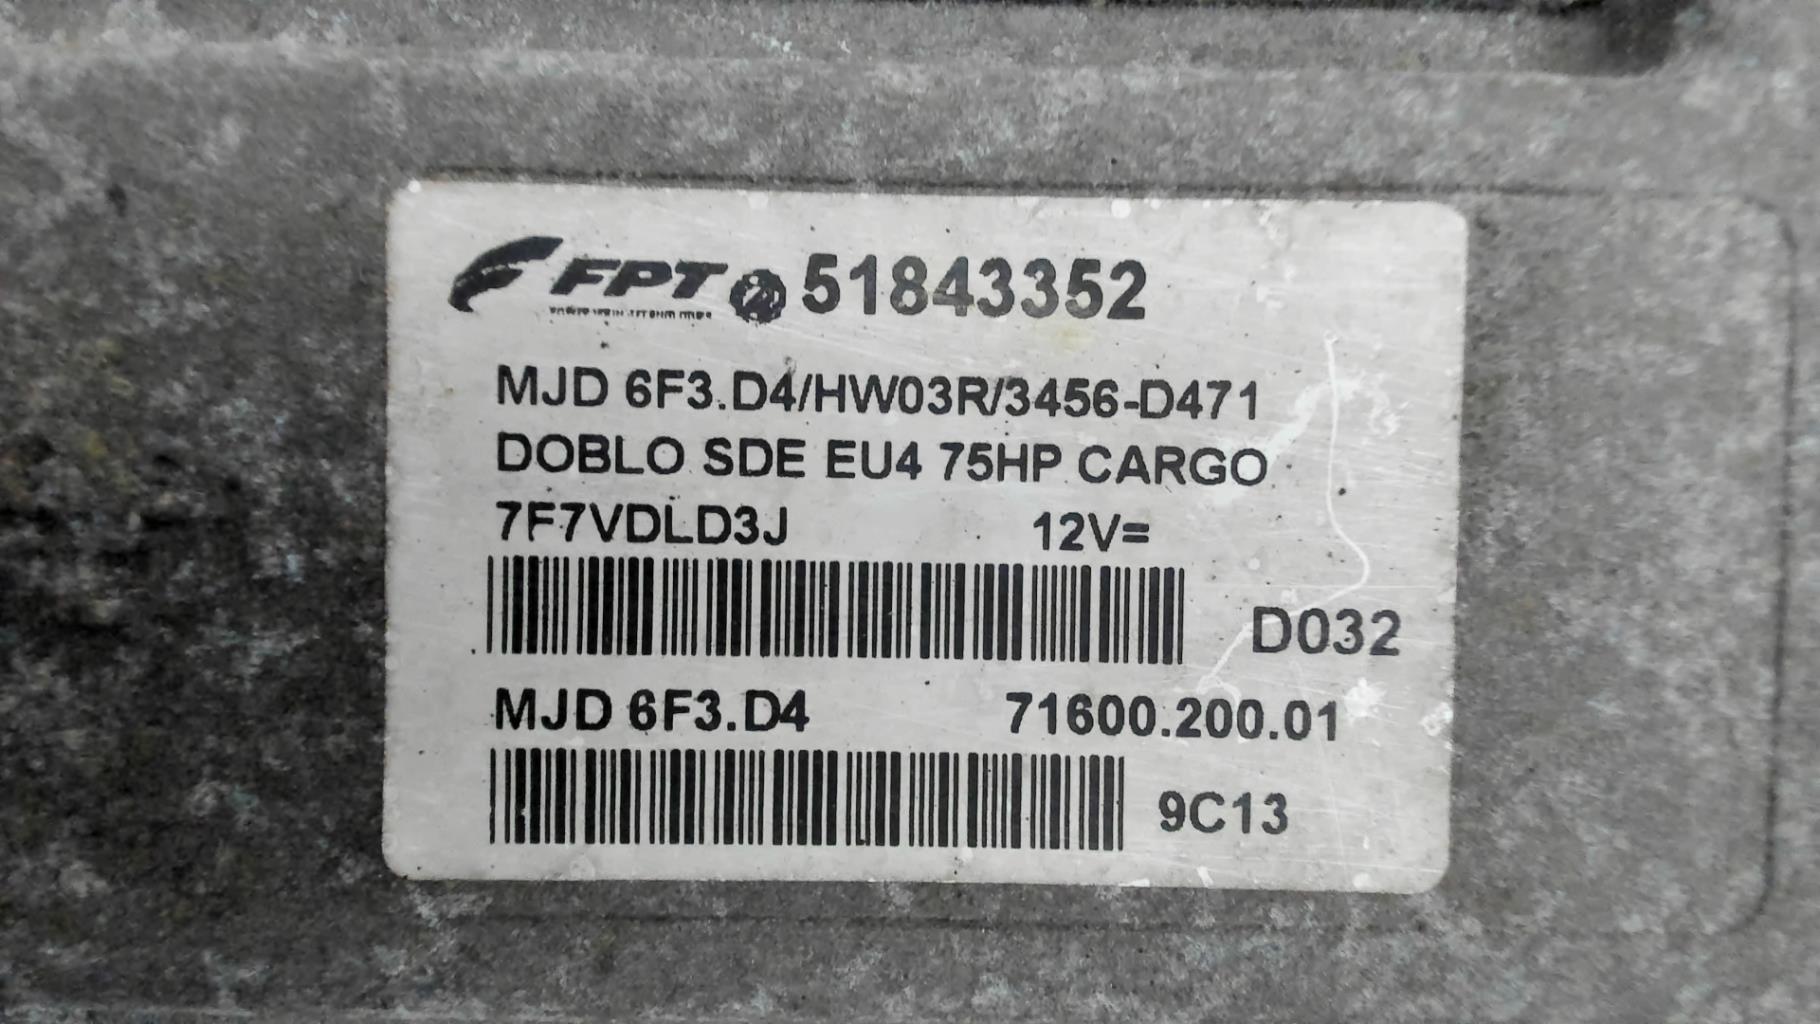 FPT 51843352
MJD 6F3.D4/HW03R/3456-D471
DOBLO SDE EU4 75HP CARGO
7F7VDLD3J 12V=
D032
MJD 6F3.D4 71600.200.01
9C13